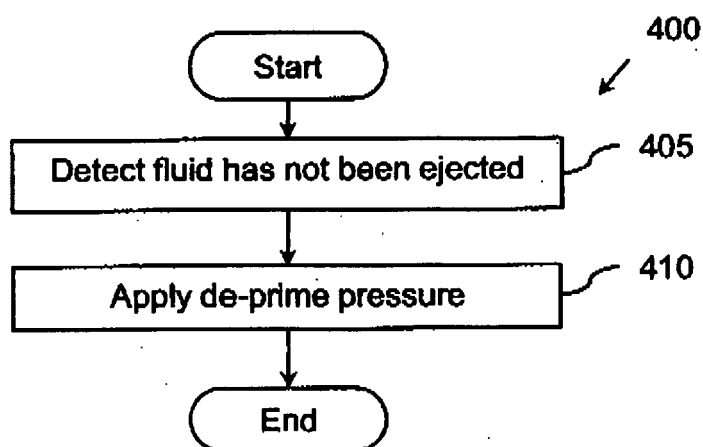 400
Start
Detect fluid has not been ejected
405
Apply de-prime pressure
410
End